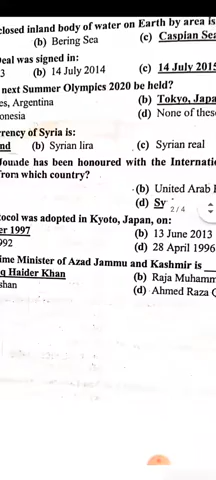 closed inland body of water on Earth by area is
(b) Bering Sea (c) Caspian Sea
Deal was signed in:
3 (b) 14 July 2014 (c) 14 July 2015
next Summer Olympics 2020 be held?
es, Argentina (b) Tokyo, Japa
onesia (d) None of thes
rrency of Syria is:
nd (b) Syrian lira (c) Syrian real
Jouade has been honoured with the Internati
from which country?
(b) United Arab
(d) Sy
2/4
tocol was adopted in Kyoto, Japan, on:
er 1997 (b) 13 June 2013
992 (d) 28 April 1996
ime Minister of Azad Jammu and Kashmir is
q Haider Khan (b) Raja Muhamm
shan (d) Ahmed Raza